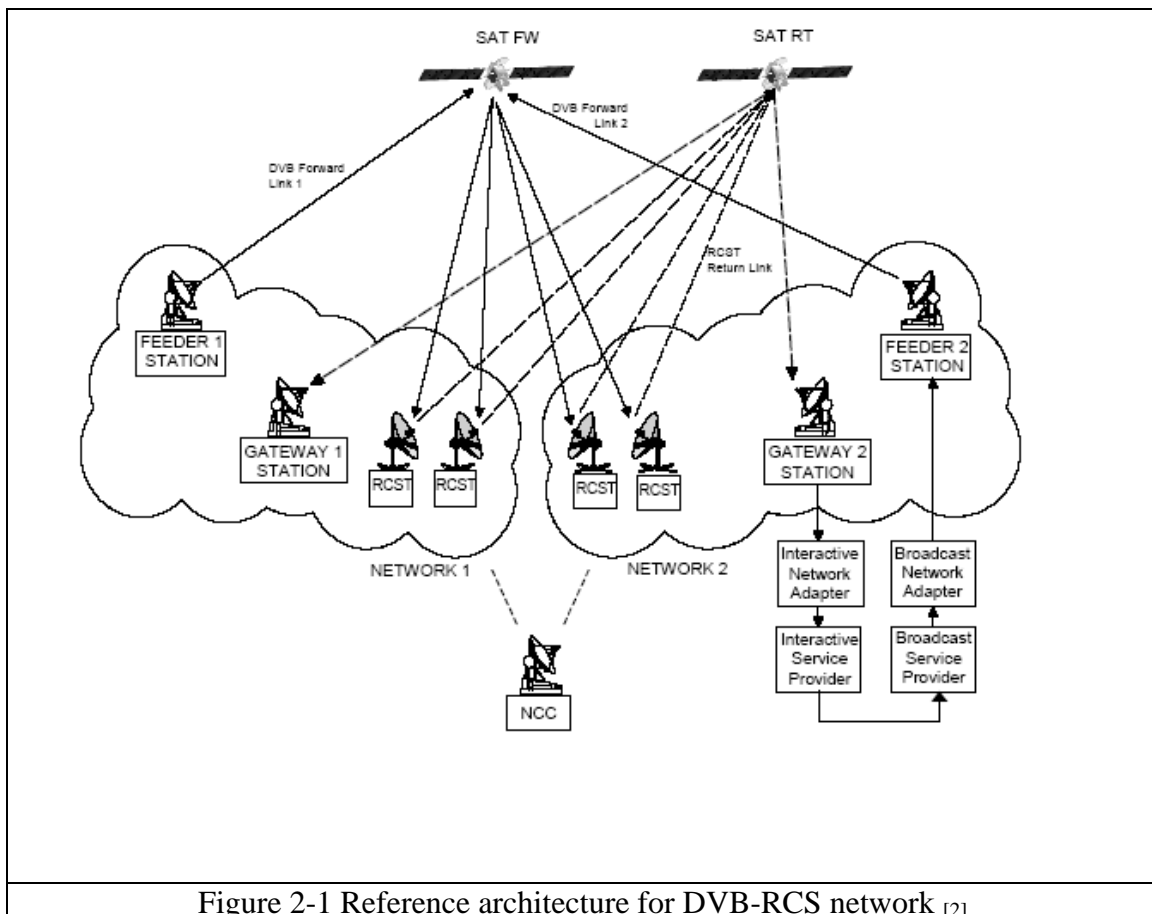 SAT FW
SAT RT
DVB Forward
Link 2
DVB Forward
Link 1
RCST
Return Link
FEEDER 1
STATION
FEEDER 2
STATION
GATEWAY 1
STATION
RCST
RCST
RCST
RCST
GATEWAY 2
STATION
NETWORK 1
NETWORK 2
Interactive
Network
Adapter
Broadcast
Network
Adapter
Interactive
Service
Provider
Broadcast
Service
Provider
NCC
Figure 2-1 Reference architecture for DVB-RCS network [2]